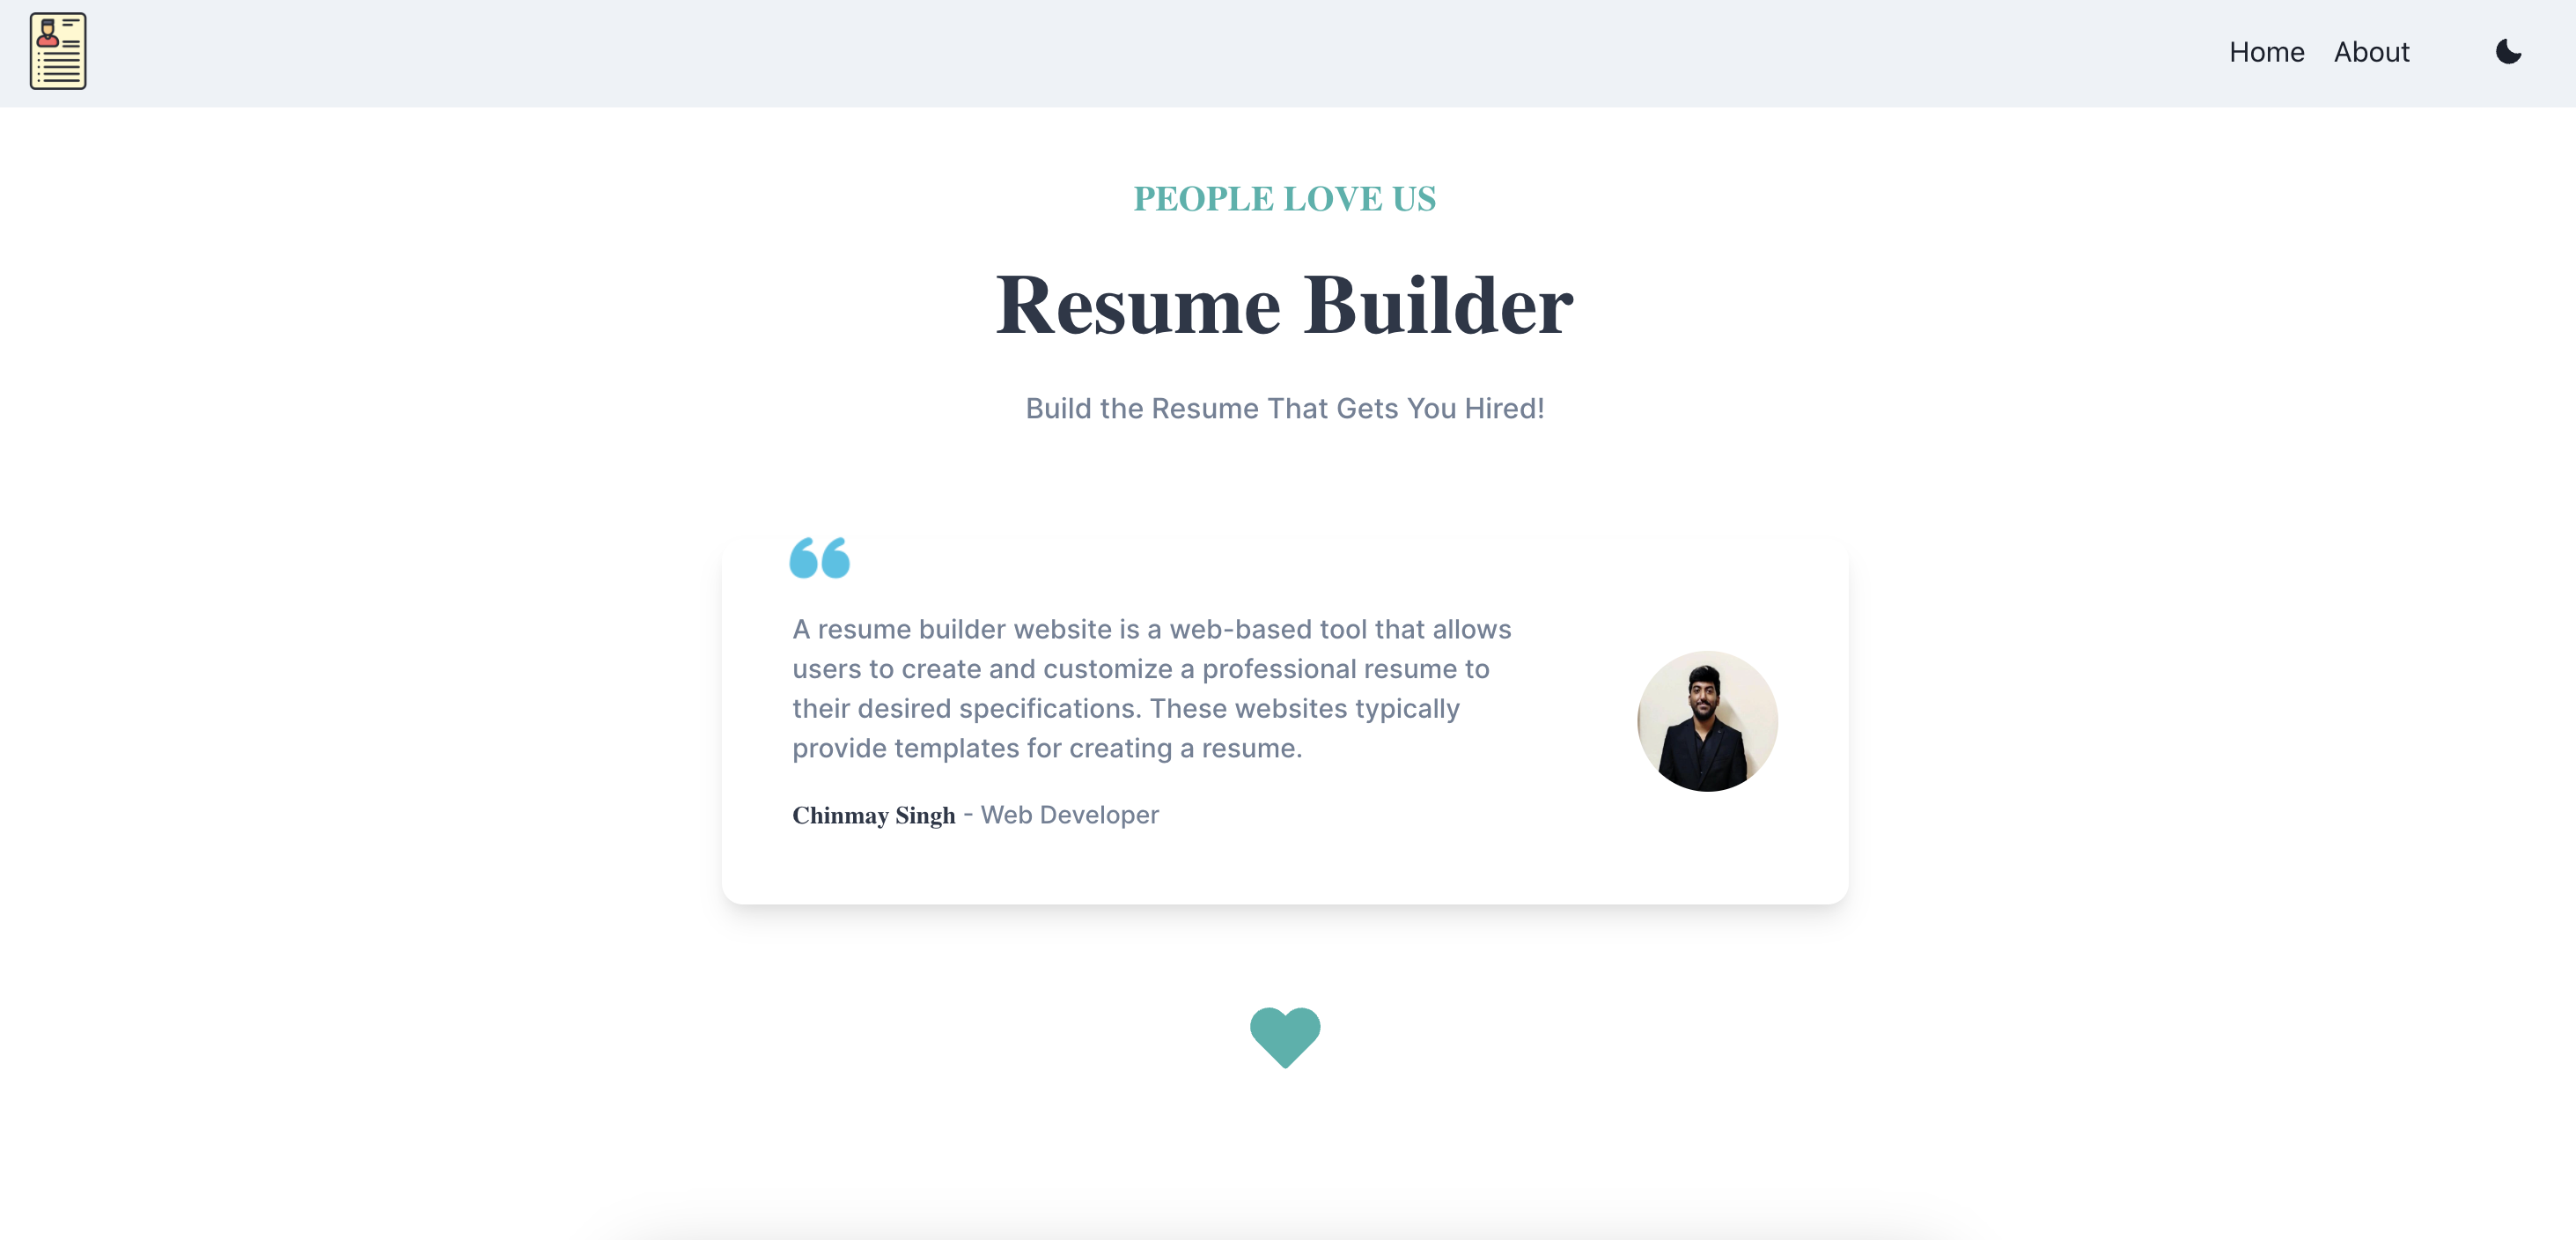 Home About
PEOPLE LOVE US
Resume Builder
Build the Resume That Gets You Hired!
A resume builder website is a web-based tool that allows
users to create and customize a professional resume to
their desired specifications. These websites typically
provide templates for creating a resume.
Chinmay Singh - Web Developer